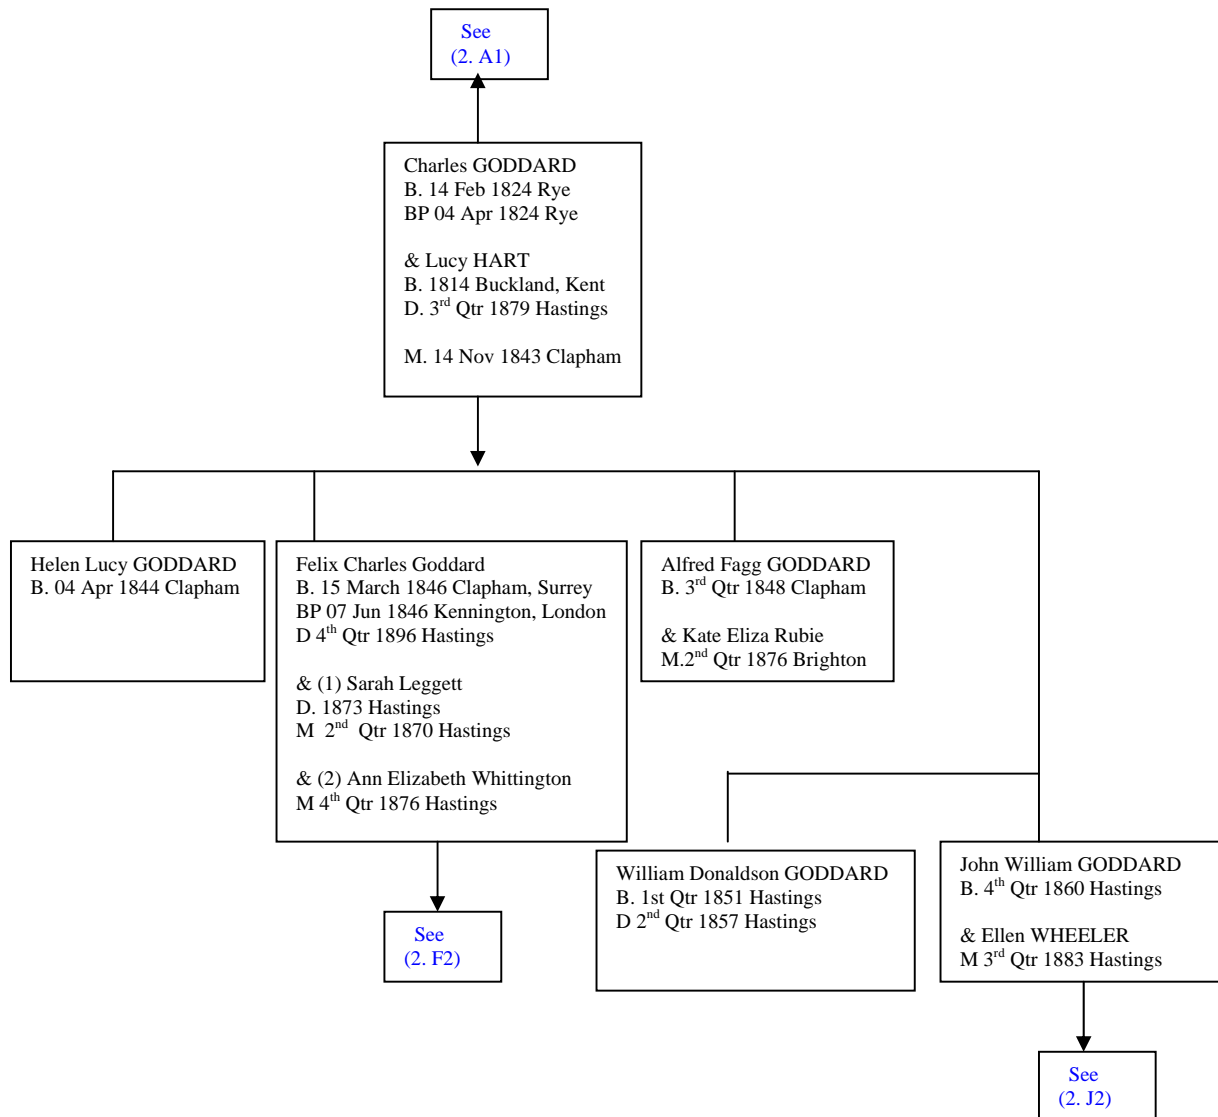 See
(2. A1)
Charles GODDARD
B. 14 Feb 1824 Rye
BP 04 Apr 1824 Rye
& Lucy HART
B. 1814 Buckland, Kent
D. 3rd Qtr 1879 Hastings
M. 14 Nov 1843 Clapham
Helen Lucy GODDARD
B. 04 Apr 1844 Clapham
Felix Charles Goddard
B. 15 March 1846 Clapham, Surrey
BP 07 Jun 1846 Kennington, London
D 4th Qtr 1896 Hastings
& (1) Sarah Leggett
D. 1873 Hastings
M 2nd Qtr 1870 Hastings
& (2) Ann Elizabeth Whittington
M 4th Qtr 1876 Hastings
Alfred Fagg GODDARD
B. 3rd Qtr 1848 Clapham
& Kate Eliza Rubie
M.2nd Qtr 1876 Brighton
William Donaldson GODDARD
B. 1st Qtr 1851 Hastings
D 2nd Qtr 1857 Hastings
John William GODDARD
B. 4th Qtr 1860 Hastings
& Ellen WHEELER
M 3rd Qtr 1883 Hastings
See
(2. F2)
See
(2. J2)